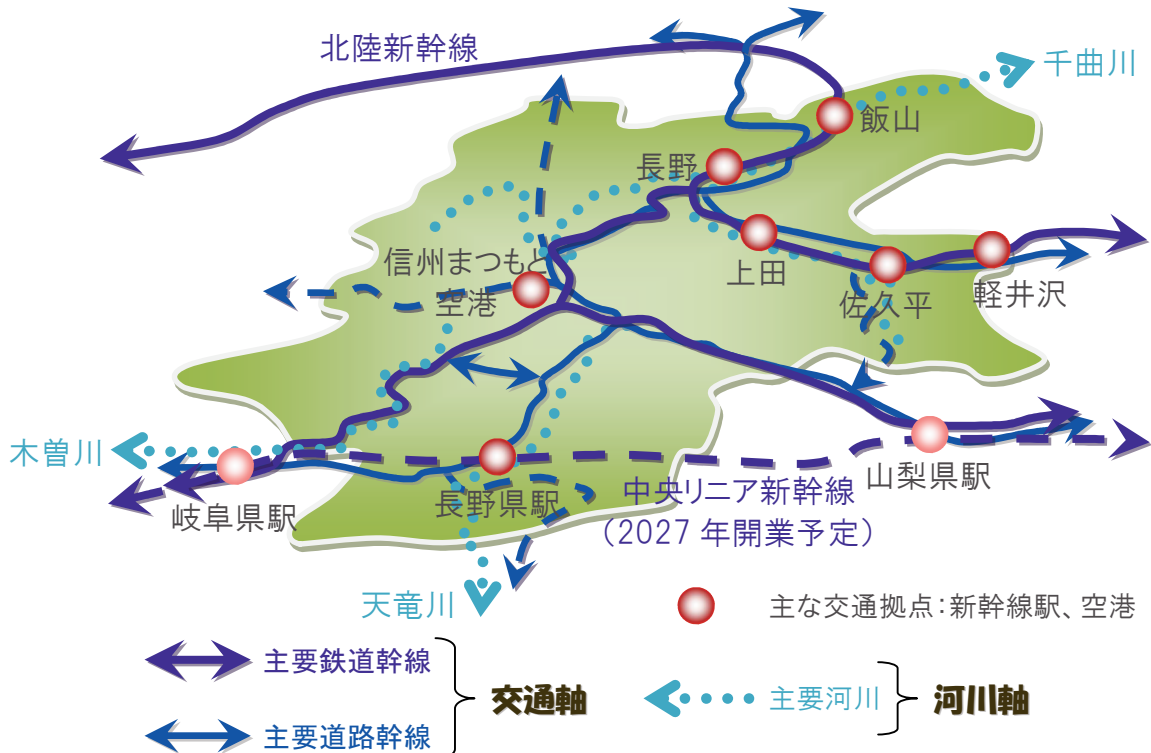 北陸新幹線
千曲川
飯山
長野
信州まつもと
空港
上田
佐久平
軽井沢
木曽川
岐阜県駅
長野県駅
中央リニア新幹線
（2027 年開業予定）
山梨県駅
天竜川
主な交通拠点：新幹線駅、空港
主要鉄道幹線
交通軸
主要河川
河川軸
主要道路幹線